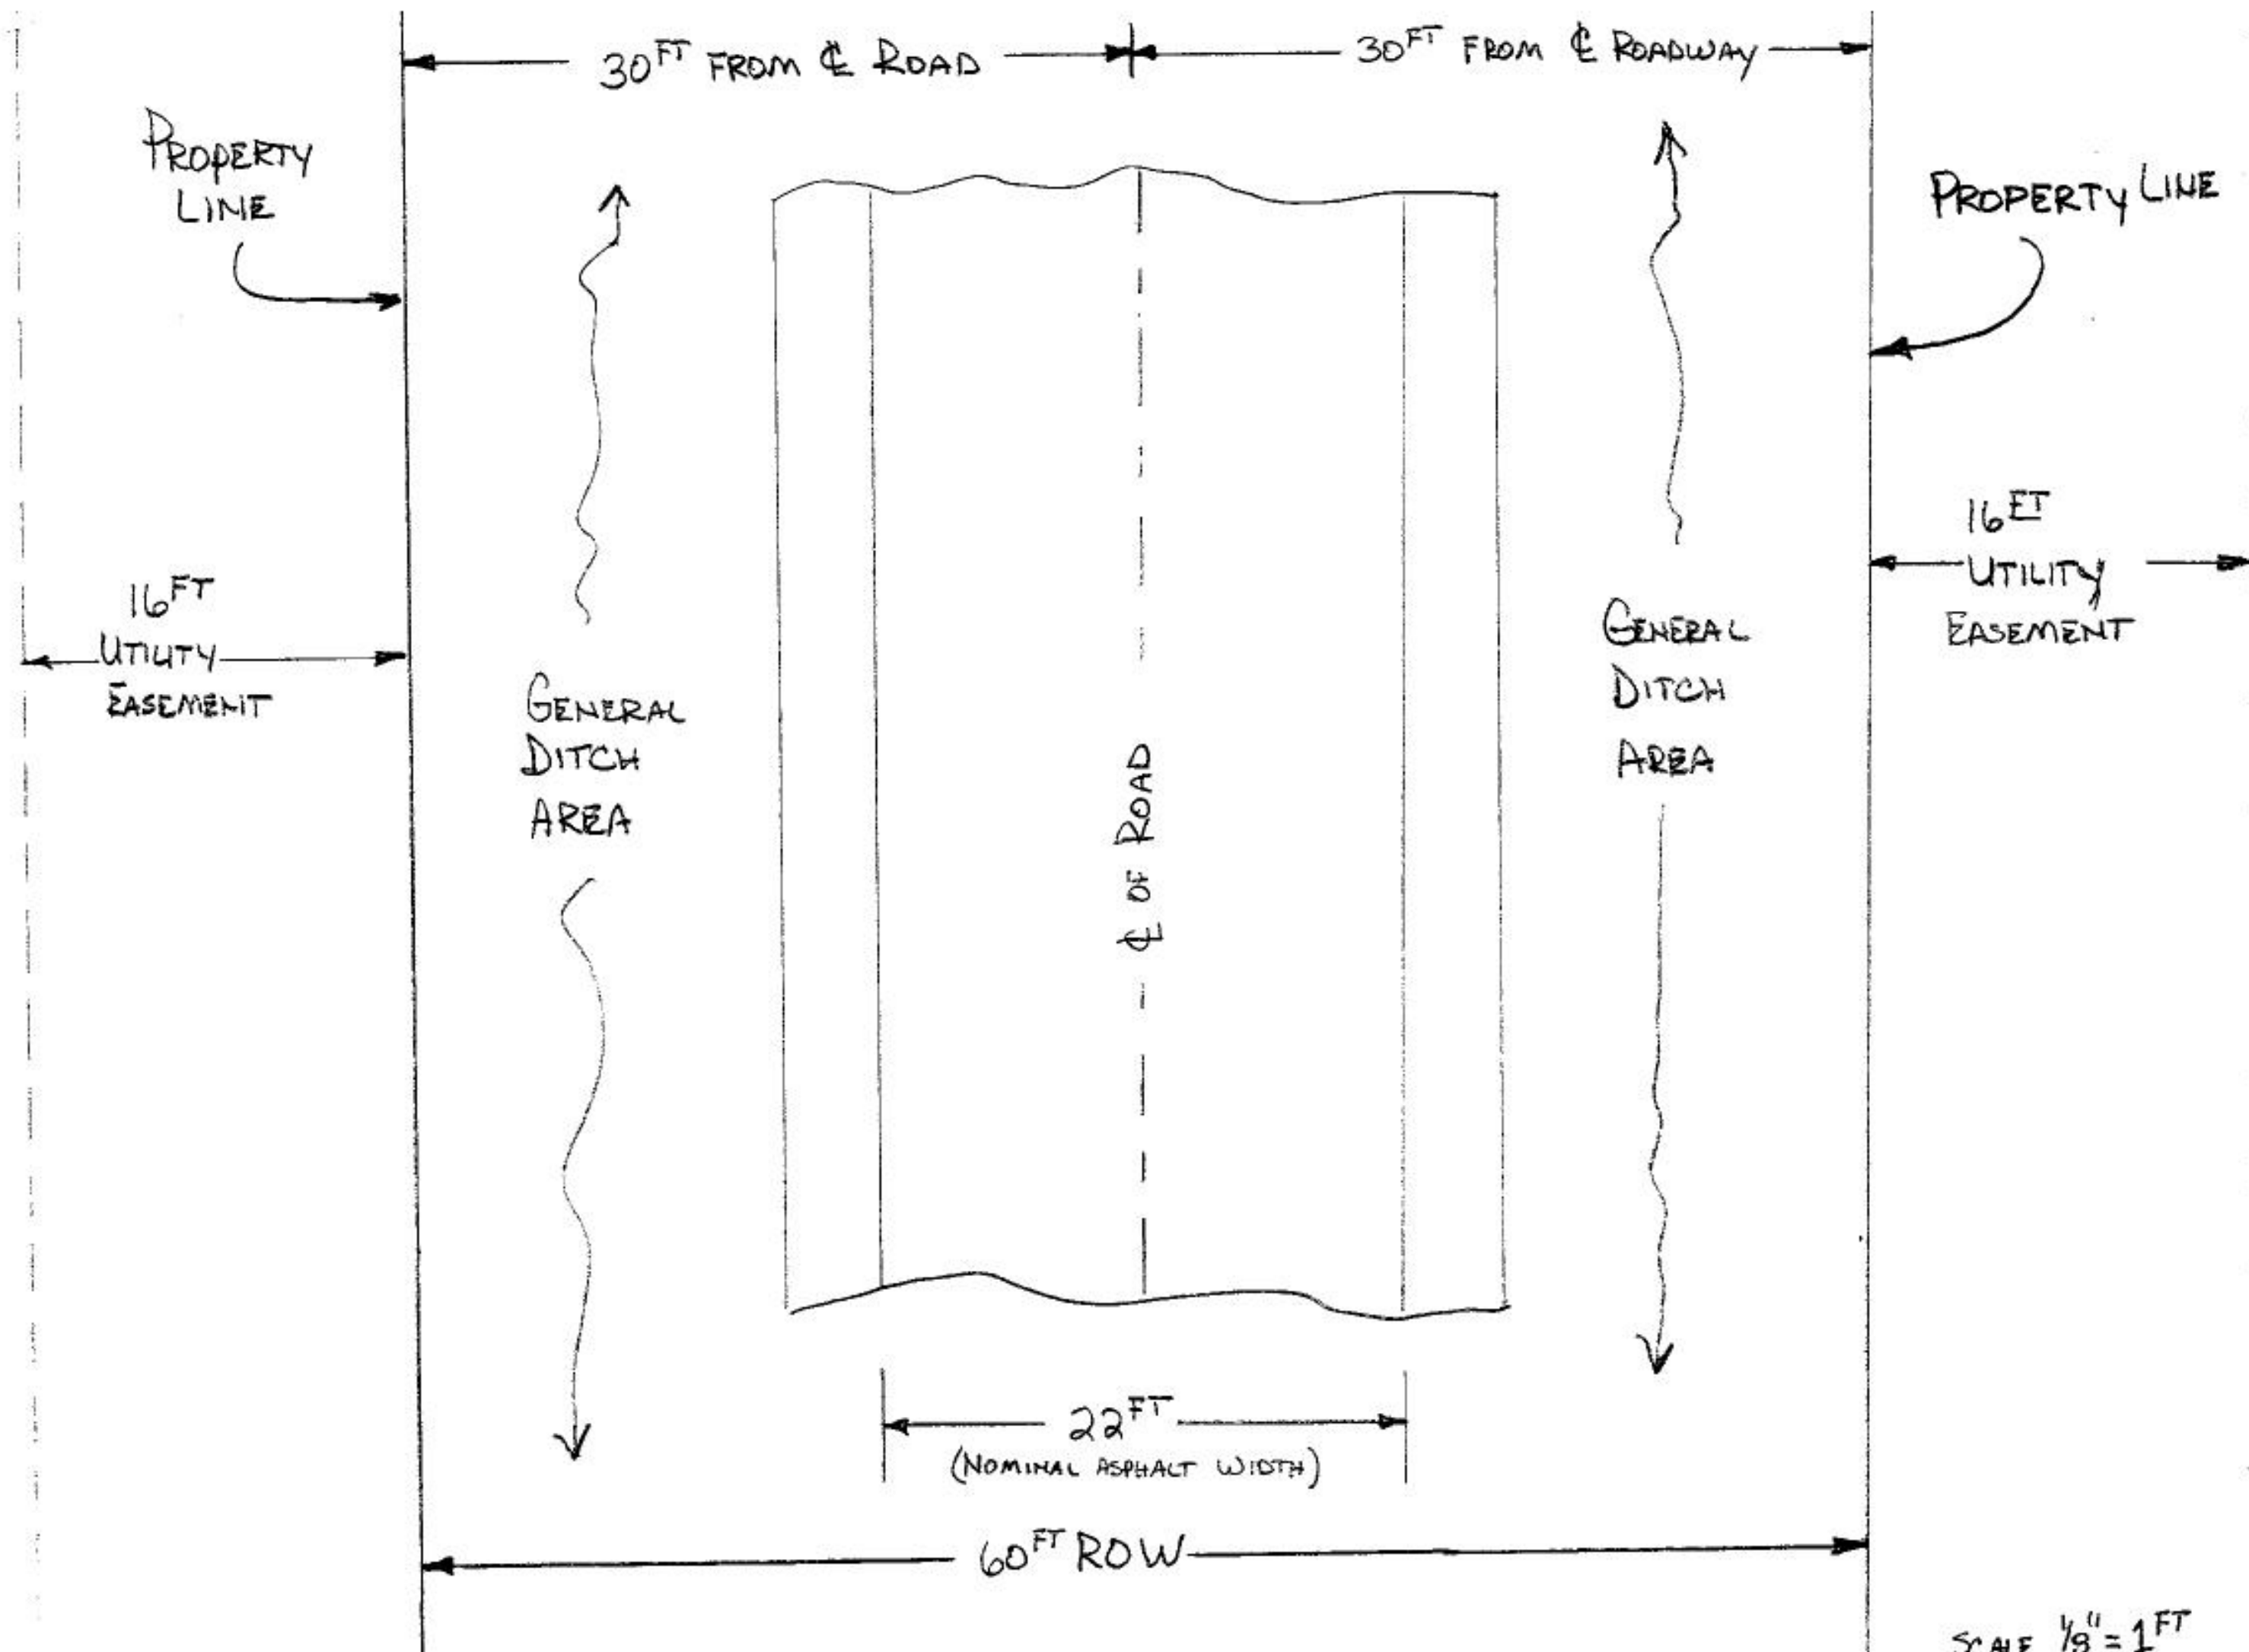 30FT FROM ℄ ROAD
30FT FROM ℄ ROADWAY
PROPERTY
LINE
PROPERTY LINE
16FT
UTILITY
EASEMENT
16FT
UTILITY
EASEMENT
GENERAL
DITCH
AREA
GENERAL
DITCH
AREA
℄ OF ROAD
22FT
(NOMINAL ASPHALT WIDTH)
60FT ROW
SCALE 1/8" = 1FT